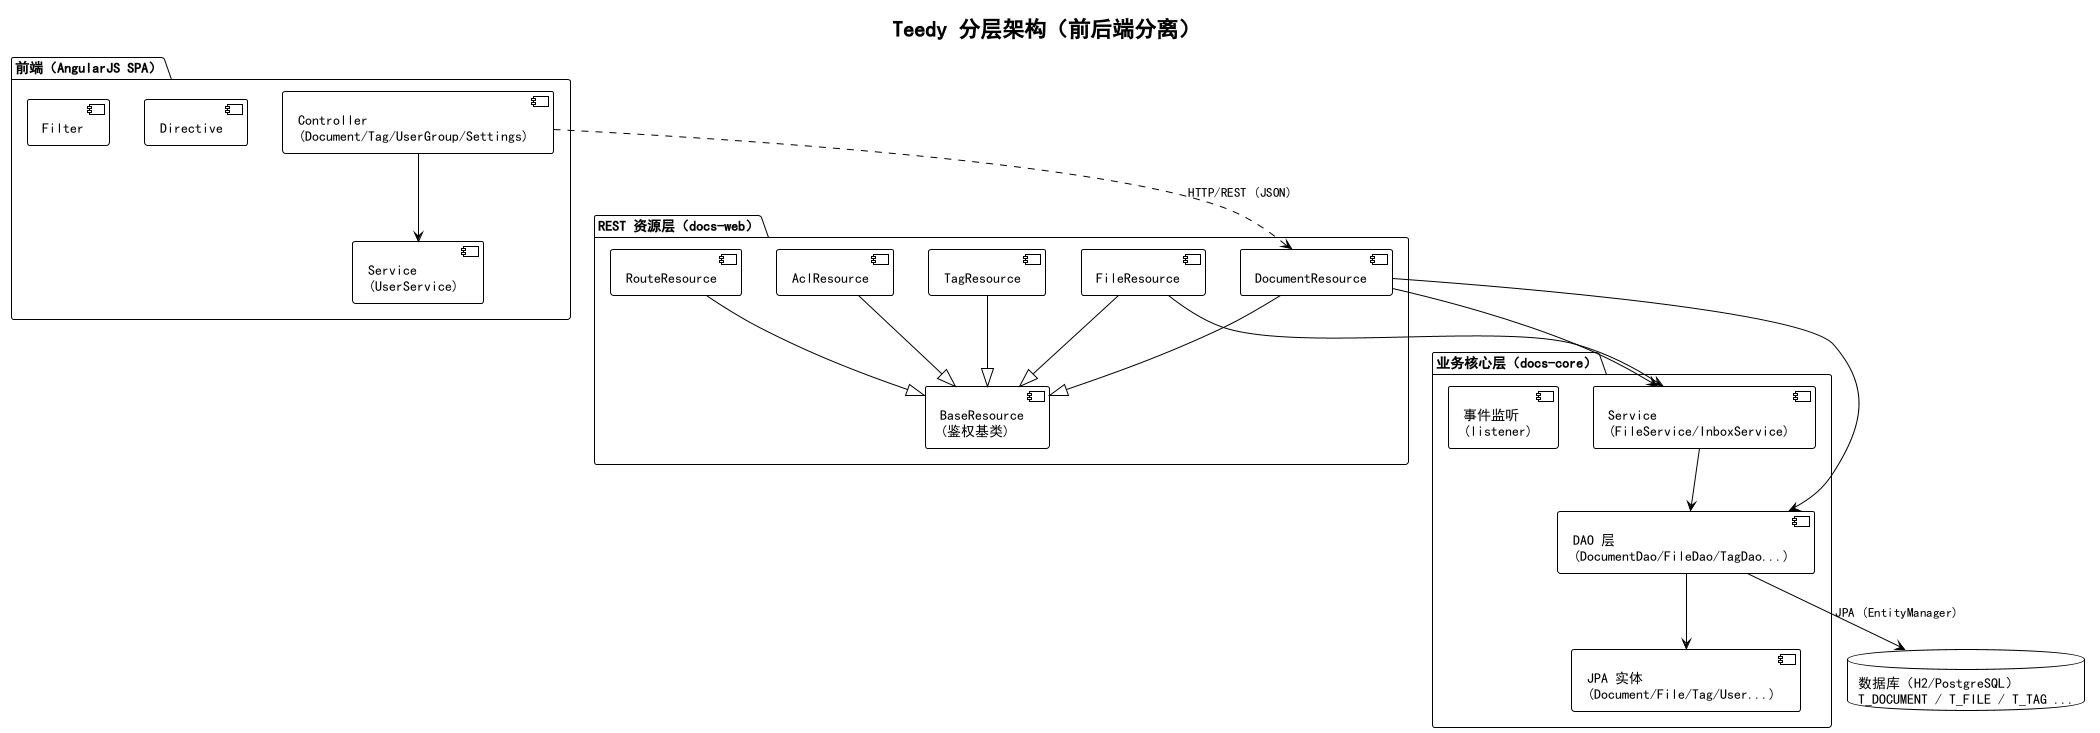 Teedy 分层架构（前后端分离）
前端（AngularJS SPA）
Filter
Directive
Controller
(Document/Tag/UserGroup/Settings)
Service
(UserService)
HTTP/REST (JSON)
REST 资源层（docs-web）
RouteResource
AclResource
TagResource
FileResource
DocumentResource
BaseResource
(鉴权基类)
业务核心层（docs-core）
事件监听
(listener)
Service
(FileService/InboxService)
DAO 层
(DocumentDao/FileDao/TagDao...)
JPA (EntityManager)
JPA 实体
(Document/File/Tag/User...)
数据库（H2/PostgreSQL）
T_DOCUMENT / T_FILE / T_TAG ...